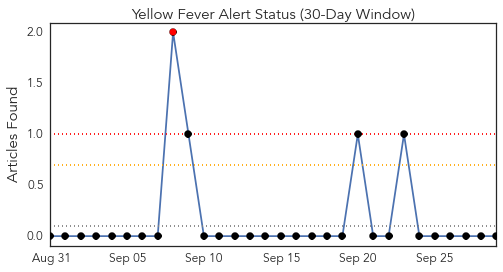 Yellow Fever Alert Status (30-Day Window)
Articles Found
2.0
1.5
1.0
0.5
0.0
Aug 31 Sep 05 Sep 10 Sep 15 Sep 20 Sep 25